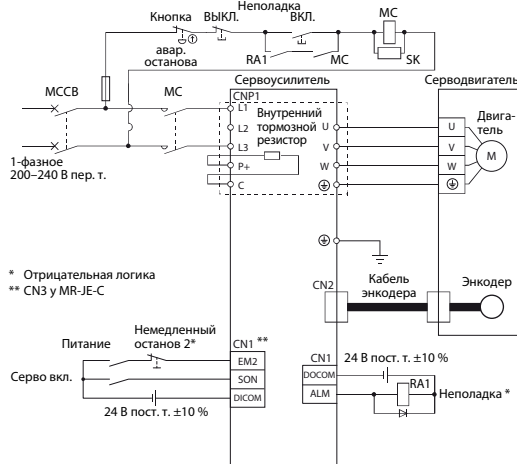 Неполадка
Кнопка ВЫКЛ. ВКЛ. MC
авар.
останова
RA1 MC SK
Сервоусилитель Серводвигатель
MCCB MC CNP1
L1 Внутренний
тормозной
резистор
U U Двига-
тель
L2
V V M
L3
1-фазное
200–240 В пер. т.
P+ W W
C
* Отрицательная логика
** CN3 у MR-JE-C
CN2 Кабель
энкодера
Энкодер
Питание Немедленный
останов 2*
CN1 **
EM2
Серво вкл. SON
DICOM
24 В пост. т. ±10 %
CN1 24 В пост. т. ±10 %
DOCOM
RA1
ALM Неполадка *